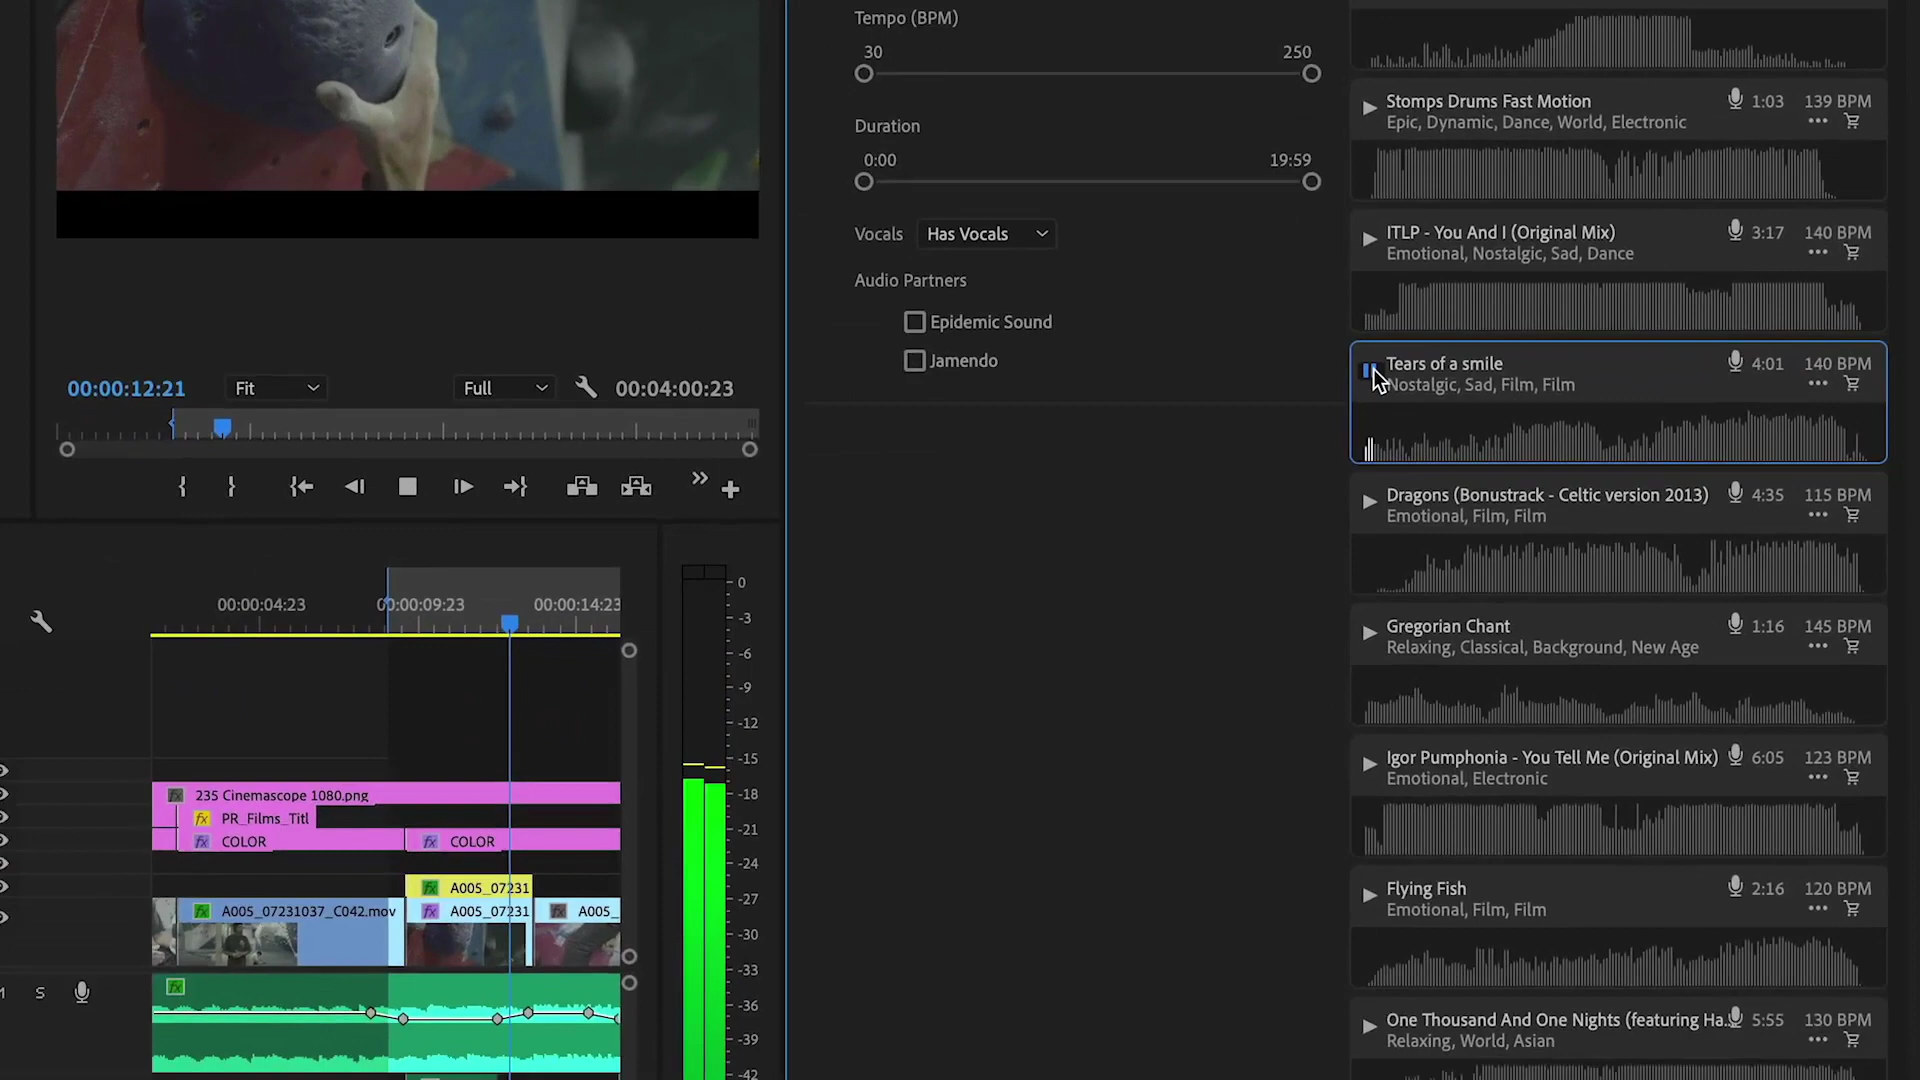 Tempo (BPM)
30
250
Duration
0:00
19:59
Vocals
Has Vocals
Audio Partners
Epidemic Sound
Jamendo
00:00:12:21
Fit
Full
00:04:00:23
00:00:04:23
00:00:09:23
00:00:14:23
235 Cinemascope 1080.png
PR_Films_Titl
COLOR
COLOR
A005_07231
A005_07231037_C042.mov
A005_07231
A005_
S
0
-3
-6
-9
-12
-15
-18
-21
-24
-27
-30
-33
-36
-39
-42
Stomps Drums Fast Motion
1:03
139 BPM
Epic, Dynamic, Dance, World, Electronic
ITLP - You And I (Original Mix)
3:17
140 BPM
Emotional, Nostalgic, Sad, Dance
Tears of a smile
4:01
140 BPM
Nostalgic, Sad, Film, Film
Dragons (Bonustrack - Celtic version 2013)
4:35
115 BPM
Emotional, Film, Film
Gregorian Chant
1:16
145 BPM
Relaxing, Classical, Background, New Age
Igor Pumphonia - You Tell Me (Original Mix)
6:05
123 BPM
Emotional, Electronic
Flying Fish
2:16
120 BPM
Emotional, Film, Film
One Thousand And One Nights (featuring Ha...
5:55
130 BPM
Relaxing, World, Asian